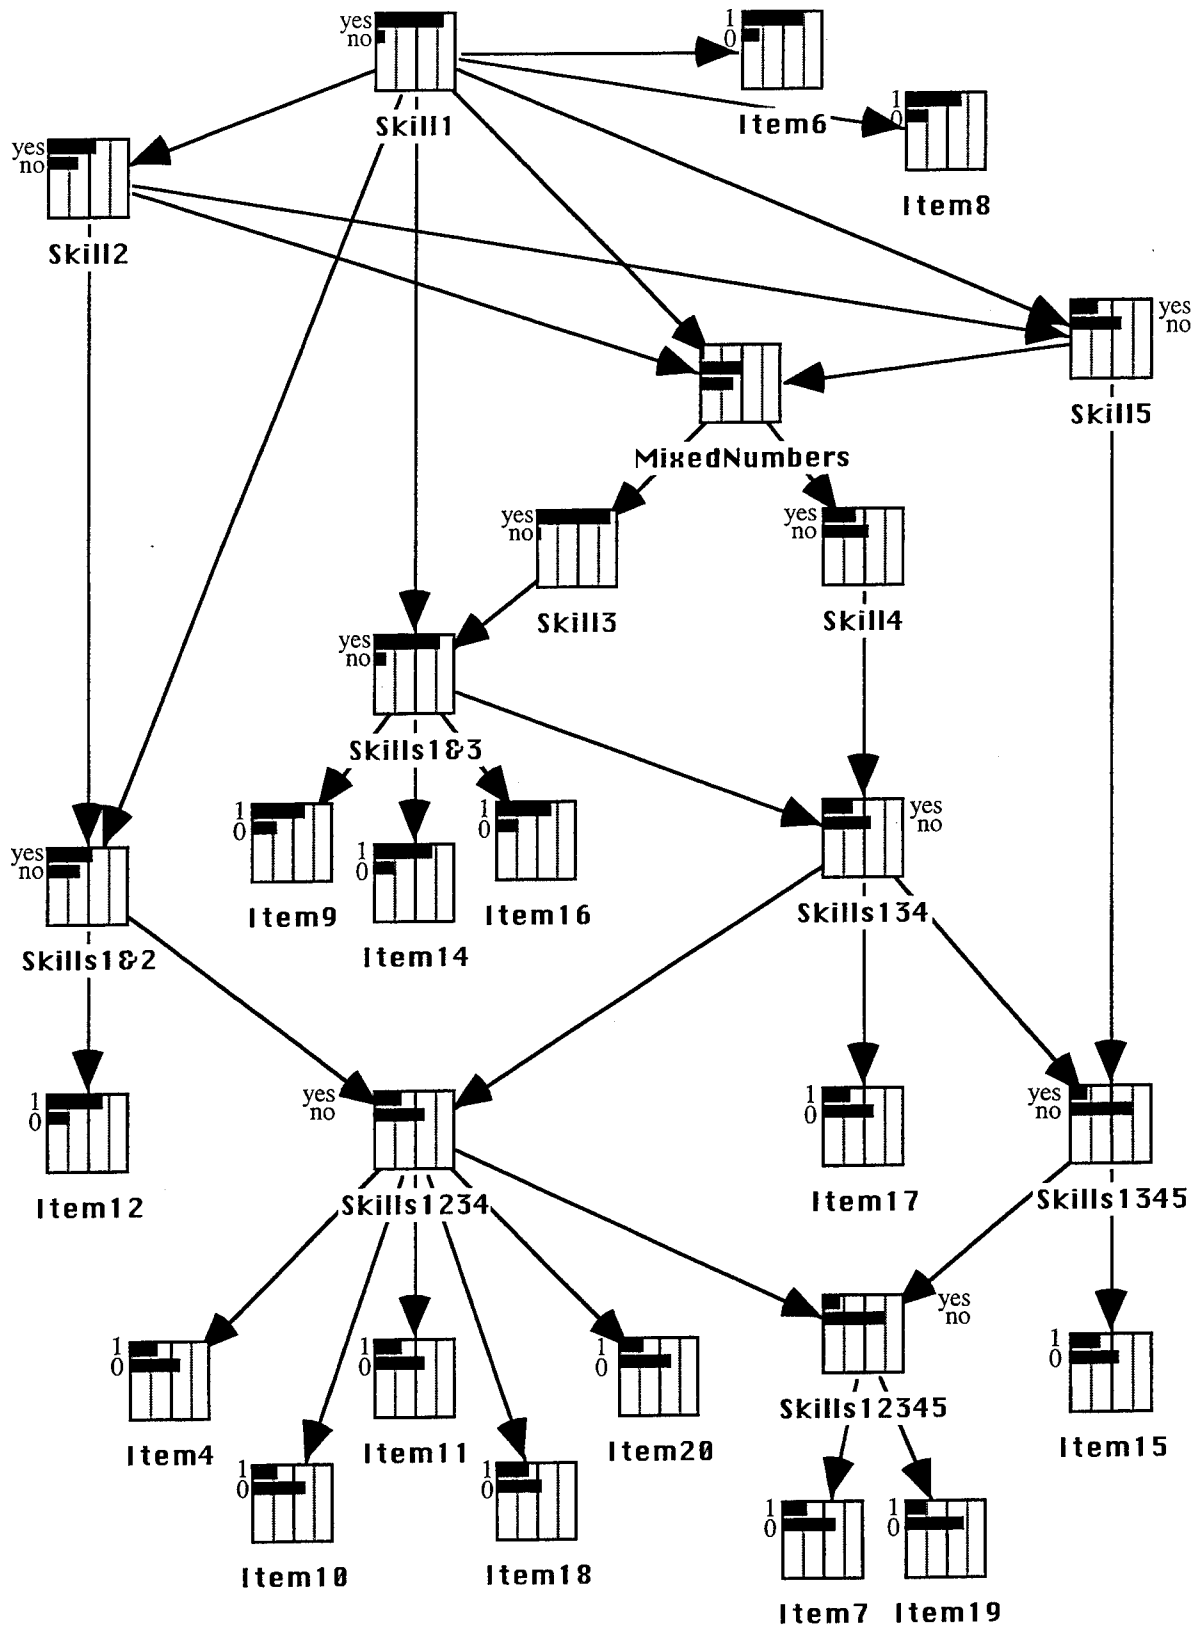 yes
no
Skill1
1
0
Item6
1
0
Item8
yes
no
Skill2
yes
no
Skill5
MixedNumbers
yes
no
Skill3
yes
no
Skill4
yes
no
Skills1&3
1
0
Item9
1
0
Item14
1
0
Item16
yes
no
Skills134
yes
no
Skills1&2
1
0
Item12
yes
no
Skills1234
1
0
Item17
yes
no
Skills1345
yes
no
Skills12345
1
0
Item4
1
0
Item11
1
0
Item20
1
0
Item15
1
0
Item10
1
0
Item18
1
0
Item7
1
0
Item19